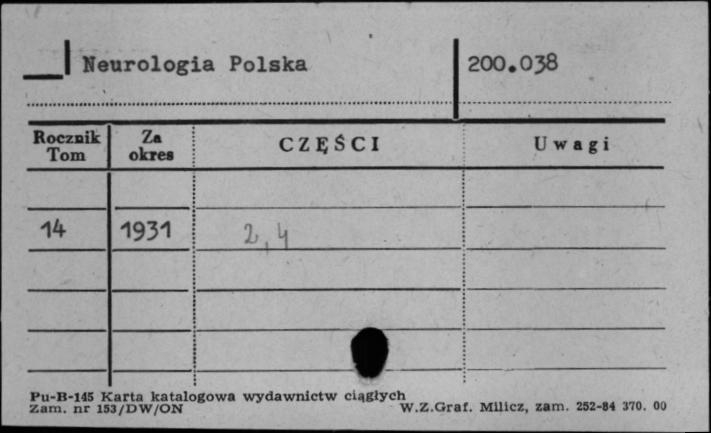 Neurologia Polska 200.038
Rocznik Tom Za okres CZĘŚCI Uwagi
14 1931 2,4
Pu-B-145 Karta katalogowa wydawnictw ciągłych
Zam. nr 153/DW/ON W.Z.Graf. Milicz, zam. 252-84 370. 00